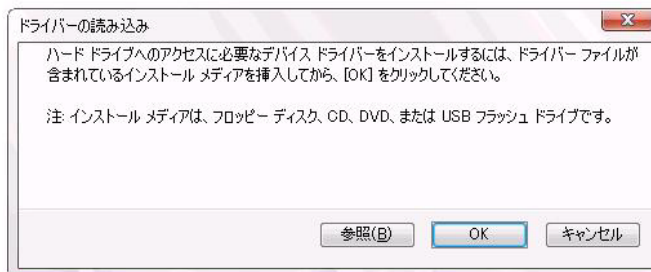 ドライバーの読み込み
ハード ドライブへのアクセスに必要なデバイス ドライバーをインストールするには、ドライバー ファイルが
含まれているインストール メディアを挿入してから、[OK] をクリックしてください。
注: インストール メディアは、フロッピー ディスク、CD、DVD、または USB フラッシュ ドライブです。
参照(B) OK キャンセル